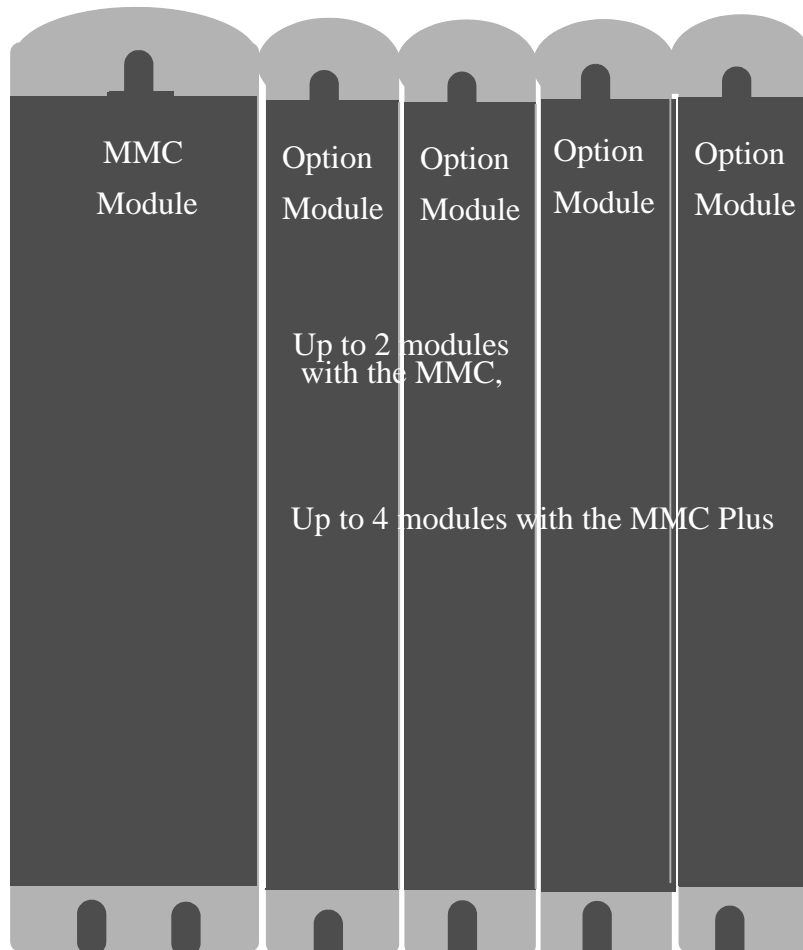 MMC
Module
Option
Module
Option
Module
Option
Module
Option
Module
Up to 2 modules
with the MMC,
Up to 4 modules with the MMC Plus